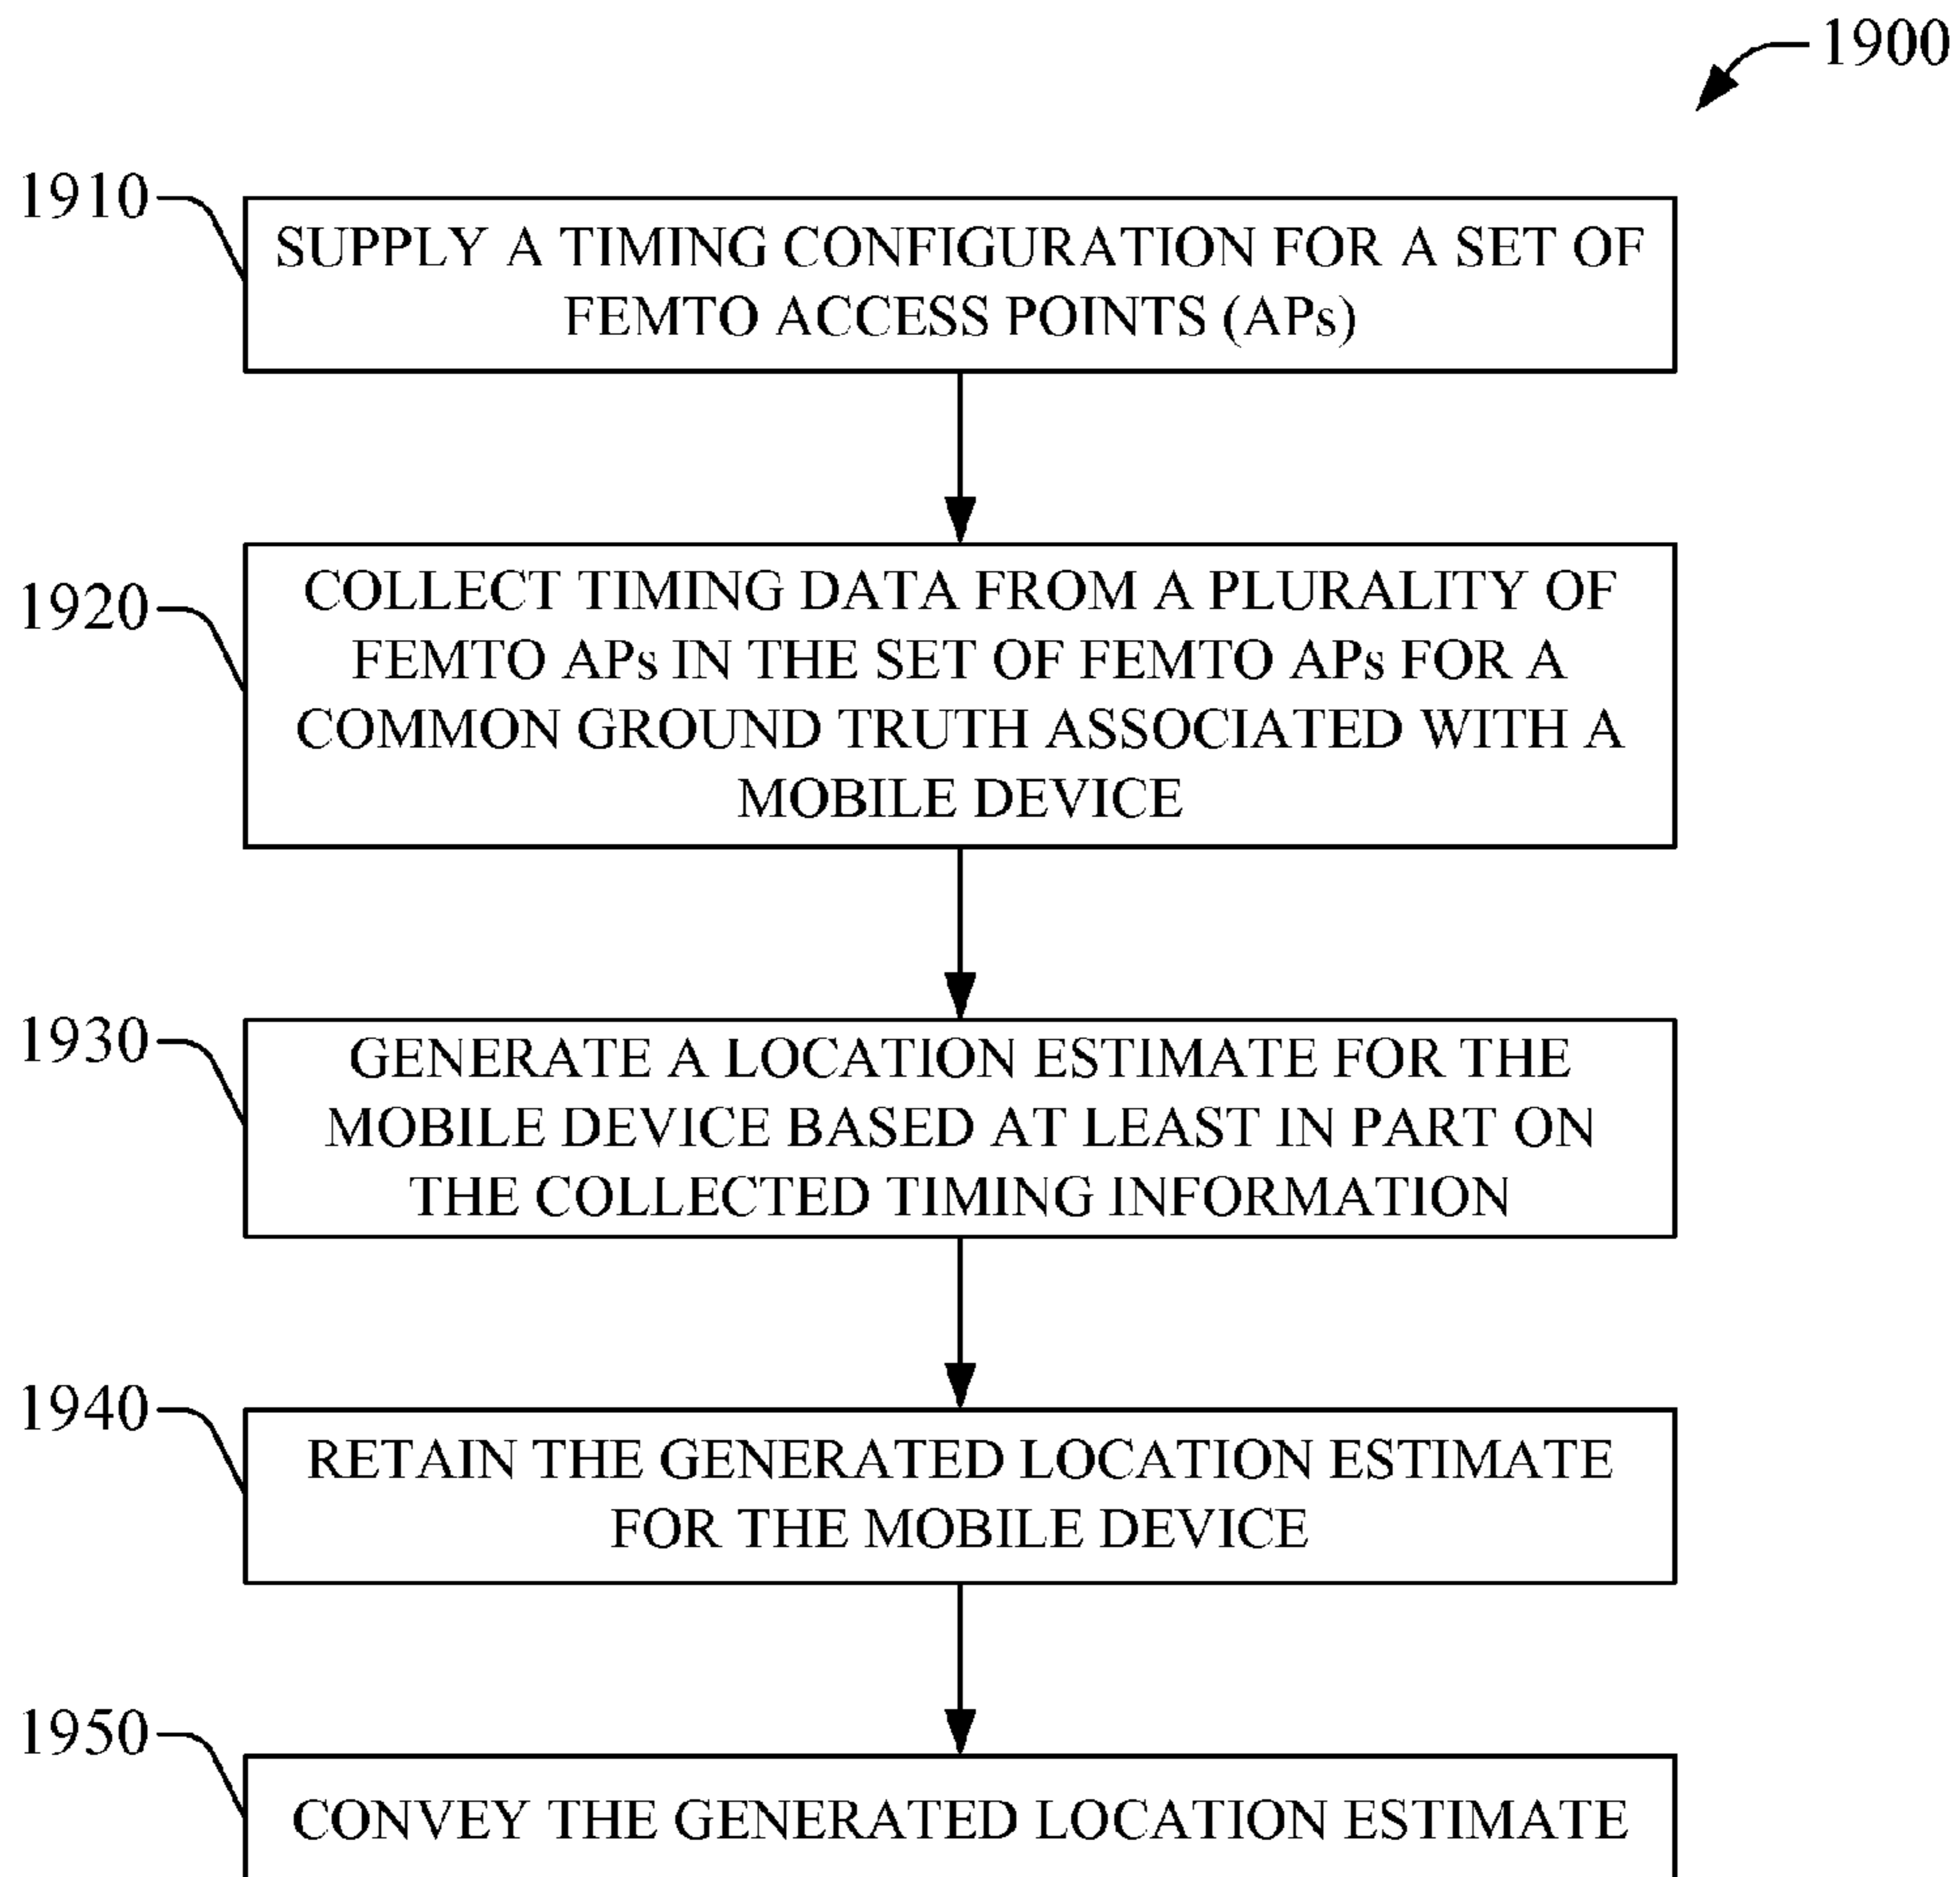 1900
1910
SUPPLY A TIMING CONFIGURATION FOR A SET OF
FEMTO ACCESS POINTS (APs)
1920
COLLECT TIMING DATA FROM A PLURALITY OF
FEMTO APs IN THE SET OF FEMTO APs FOR A
COMMON GROUND TRUTH ASSOCIATED WITH A
MOBILE DEVICE
1930
GENERATE A LOCATION ESTIMATE FOR THE
MOBILE DEVICE BASED AT LEAST IN PART ON
THE COLLECTED TIMING INFORMATION
1940
RETAIN THE GENERATED LOCATION ESTIMATE
FOR THE MOBILE DEVICE
1950
CONVEY THE GENERATED LOCATION ESTIMATE